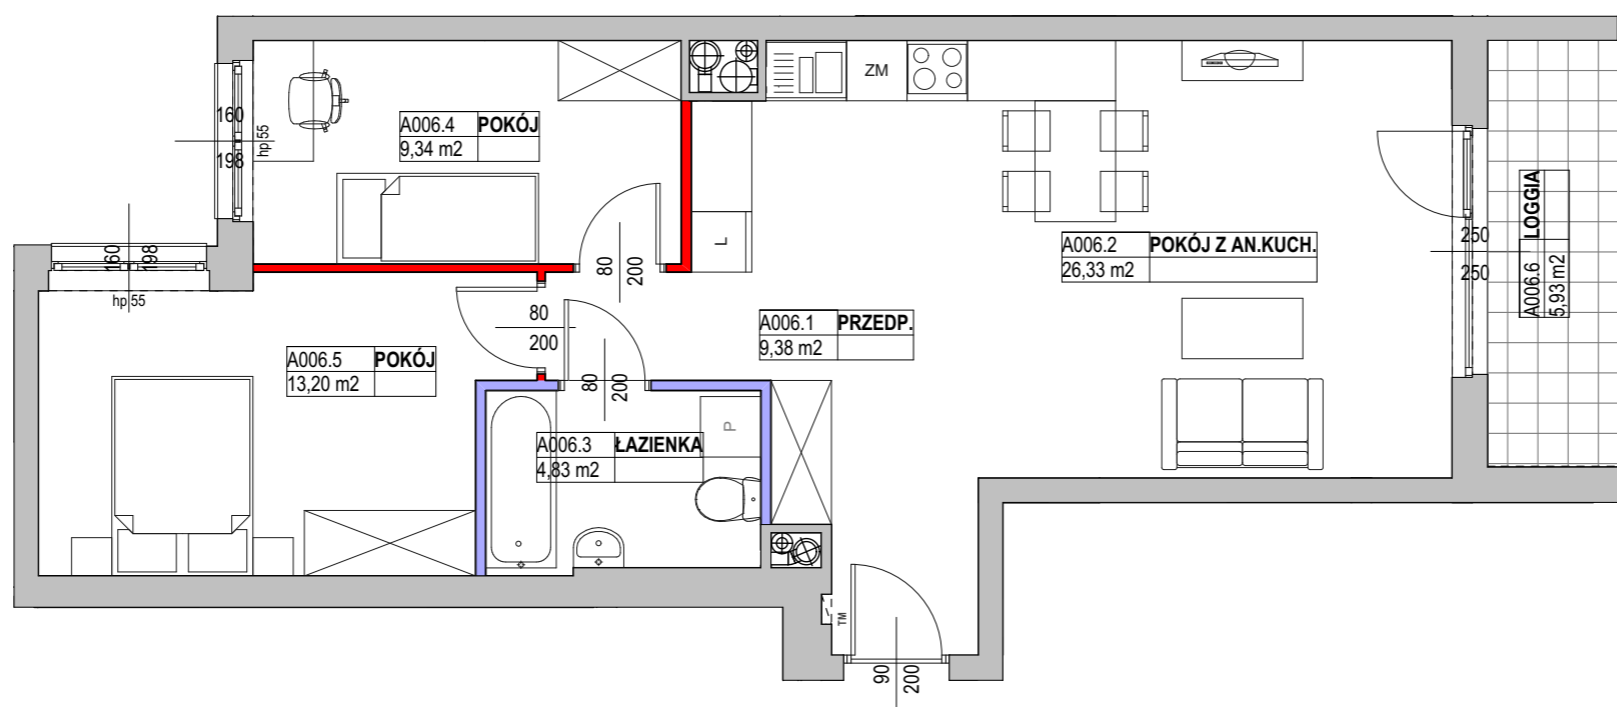 ZM
A006.4 POKÓJ
9,34 m2
160
198
hp 55
160
198
hp 55
L
80
200
A006.2 POKÓJ Z AN.KUCH.
26,33 m2
250
250
A006.6 LOGGIA
5,93 m2
80
200
A006.1 PRZEDP.
9,38 m2
A006.5 POKÓJ
13,20 m2
80
200
P
A006.3 ŁAZIENKA
4,83 m2
TM
90
200